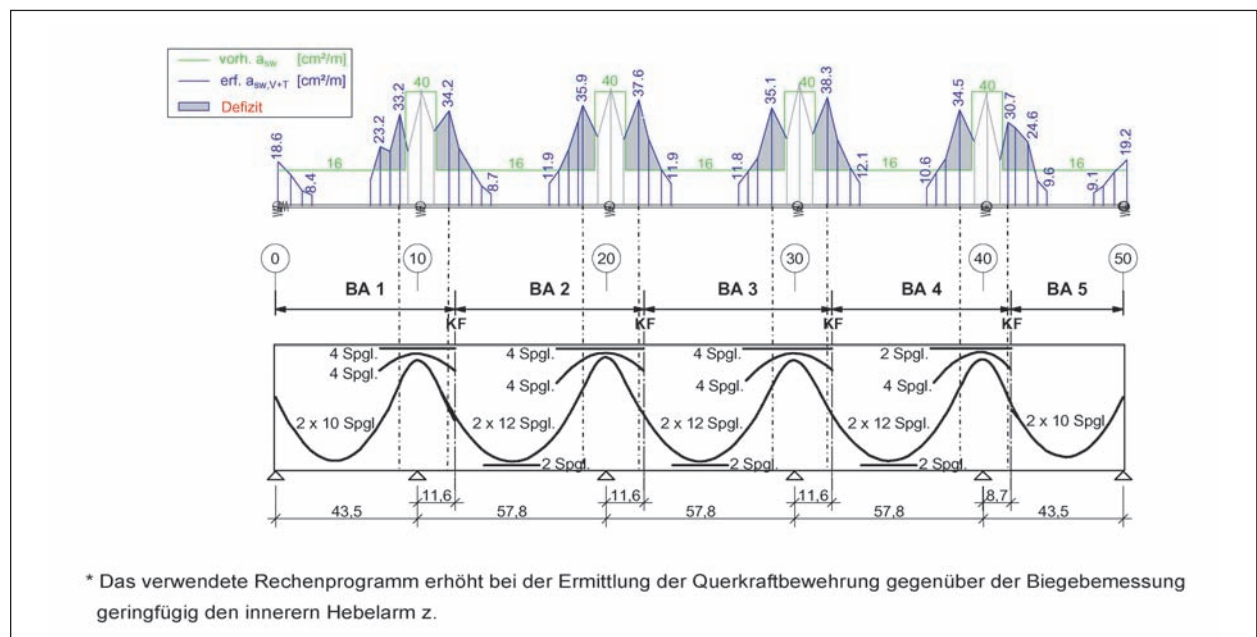 vorh. asw [cm²/m]
erf. asw,V+T [cm²/m]
Defizit
18.6
8.4
16
23.2
33.2
40
34.2
8.7
16
11.9
35.9
40
37.6
11.9
16
11.8
35.1
40
38.3
12.1
16
10.6
34.5
40
30.7
24.6
9.6
16
9.1
19.2
0
10
20
30
40
50
BA 1
BA 2
BA 3
BA 4
BA 5
KF
KF
KF
KF
4 Spgl.
4 Spgl.
4 Spgl.
2 Spgl.
4 Spgl.
4 Spgl.
4 Spgl.
4 Spgl.
2 x 10 Spgl.
2 x 12 Spgl.
2 x 12 Spgl.
2 x 12 Spgl.
2 x 10 Spgl.
2 Spgl.
2 Spgl.
2 Spgl.
11,6
11,6
11,6
8,7
43,5
57,8
57,8
57,8
43,5
* Das verwendete Rechenprogramm erhöht bei der Ermittlung der Querkraftbewehrung gegenüber der Biegebemessung
geringfügig den innerern Hebelarm z.